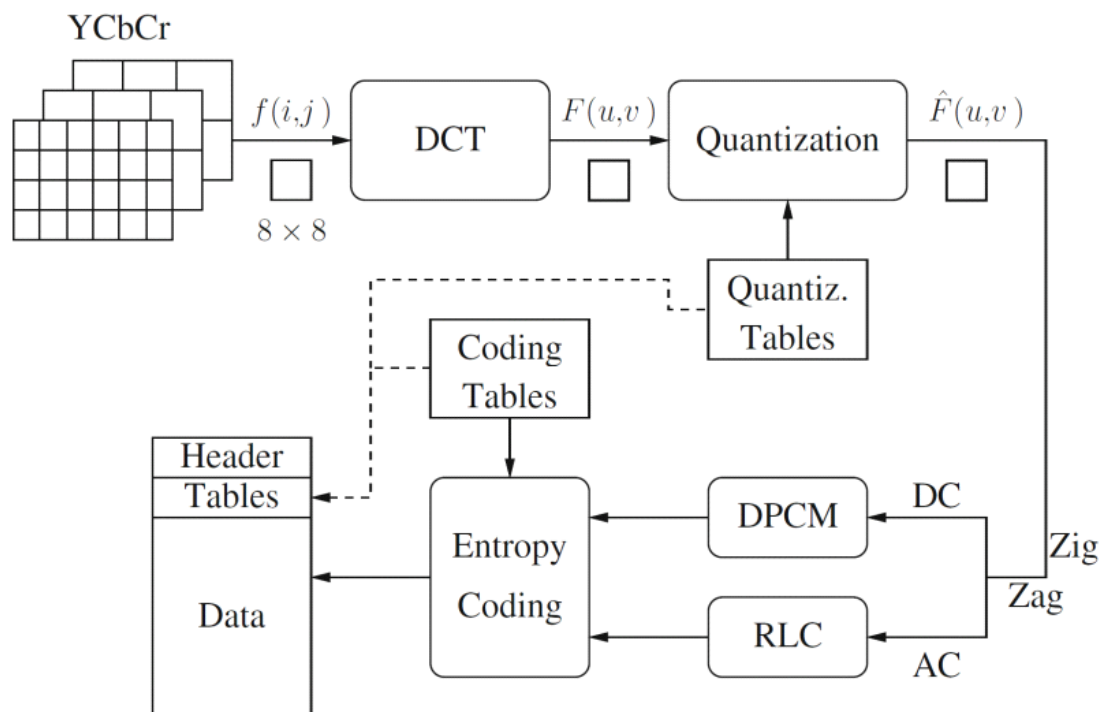 YCbCr
f(i,j)
8 × 8
DCT
F(u,v)
Quantization
F̂(u,v)
Quantiz.
Tables
Coding
Tables
Header
Tables
Data
Entropy
Coding
DPCM
DC
RLC
AC
Zig
Zag